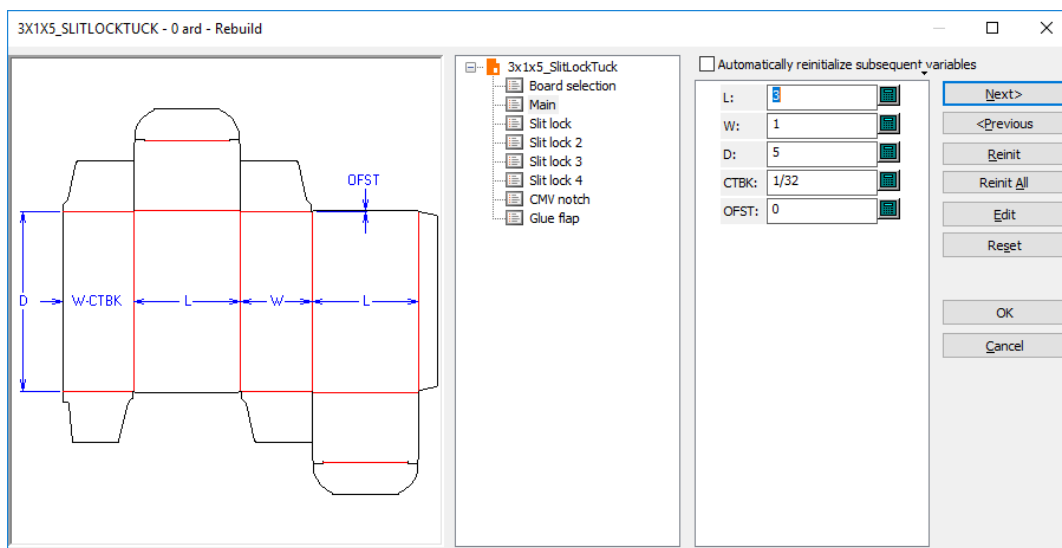 3X1X5_SLITLOCKTUCK - 0 ard - Rebuild
OFST
D
W-CTBK
L
W
L
3x1x5_SlitLockTuck
Board selection
Main
Slit lock
Slit lock 2
Slit lock 3
Slit lock 4
CMV notch
Glue flap
Automatically reinitialize subsequent variables
L: 3
W: 1
D: 5
CTBK: 1/32
OFST: 0
Next>
<Previous
Reinit
Reinit All
Edit
Reset
OK
Cancel